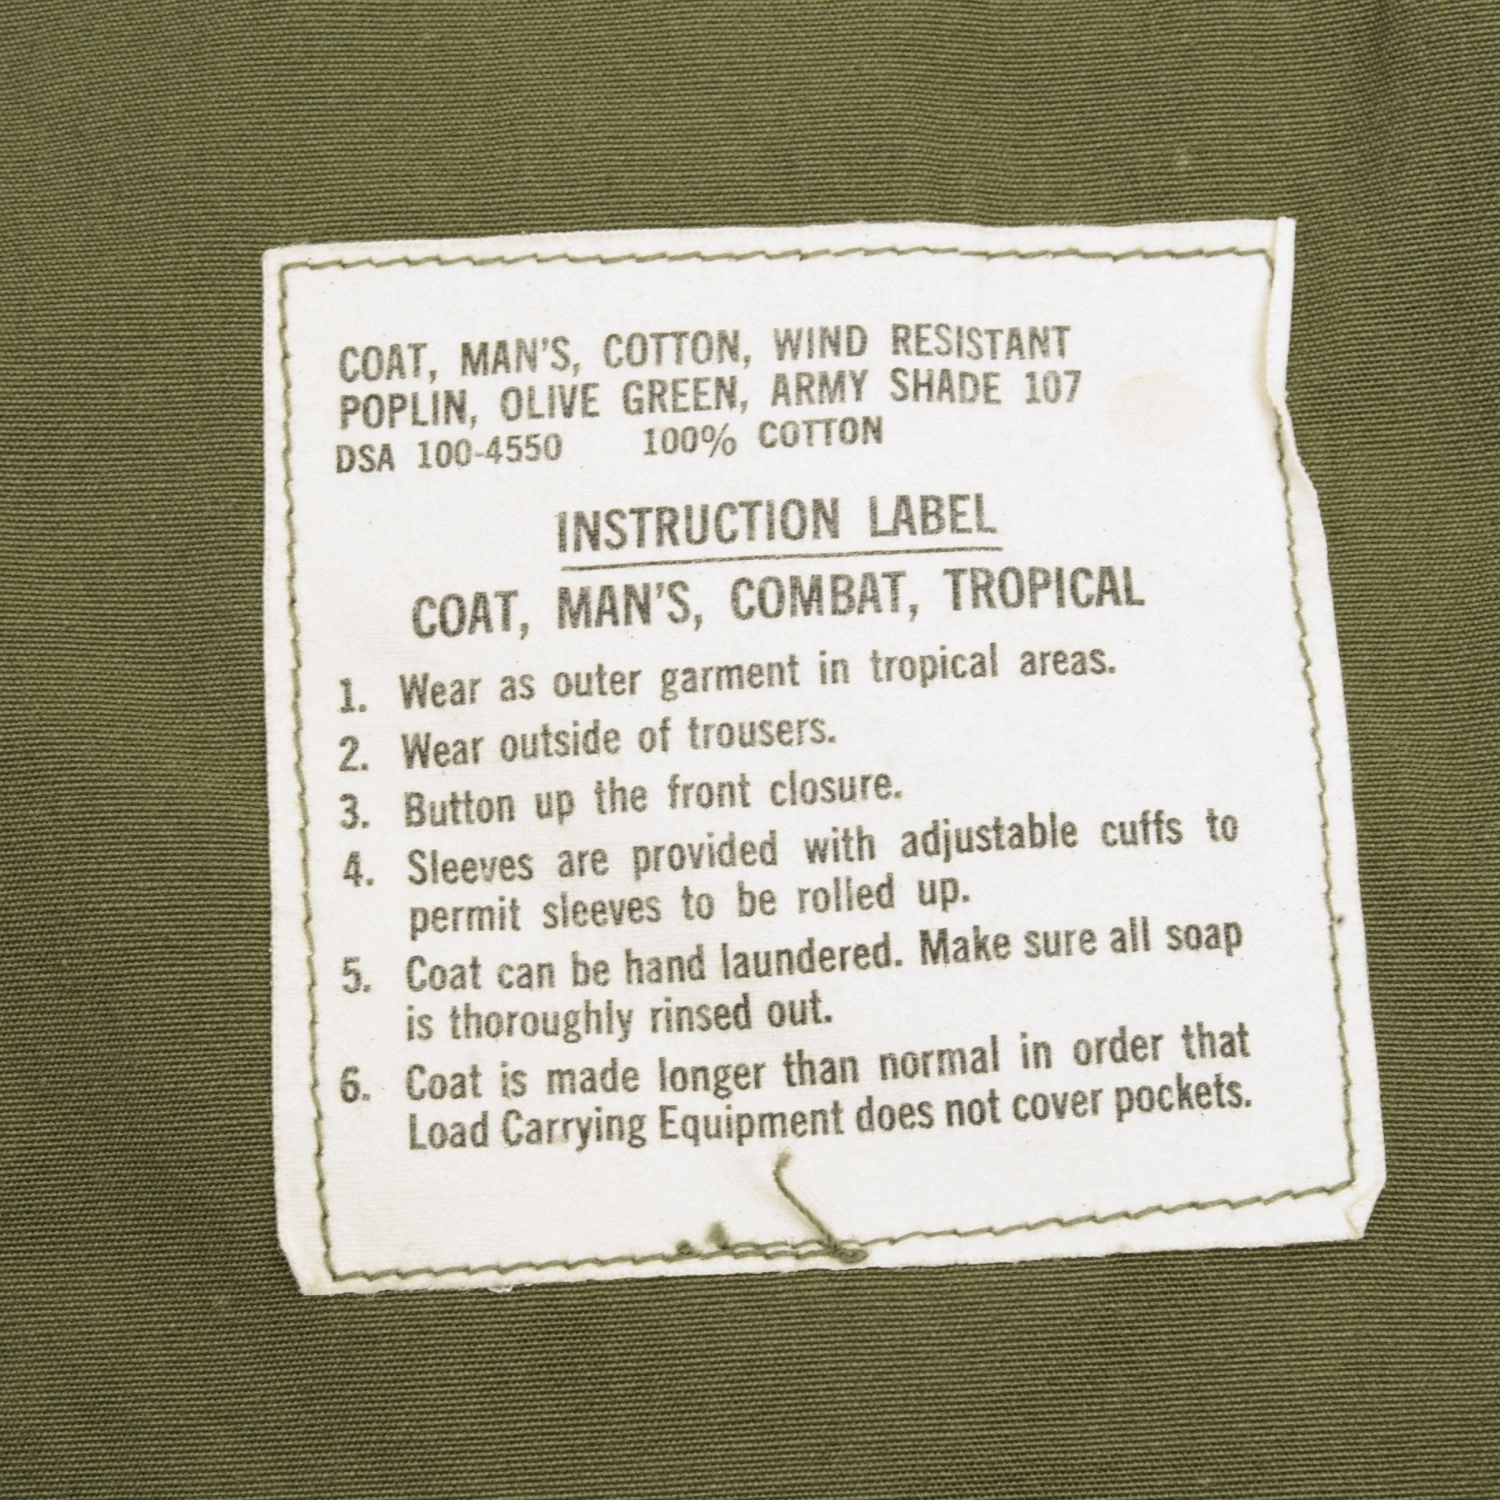 COAT, MAN'S, COTTON, WIND RESISTANT
POPLIN, OLIVE GREEN, ARMY SHADE 107
DSA 100-4550 100% COTTON
INSTRUCTION LABEL
COAT, MAN'S, COMBAT, TROPICAL
1. Wear as outer garment in tropical areas.
2. Wear outside of trousers.
3. Button up the front closure.
4. Sleeves are provided with adjustable cuffs to
permit sleeves to be rolled up.
5. Coat can be hand laundered. Make sure all soap
is thoroughly rinsed out.
6. Coat is made longer than normal in order that
Load Carrying Equipment does not cover pockets.